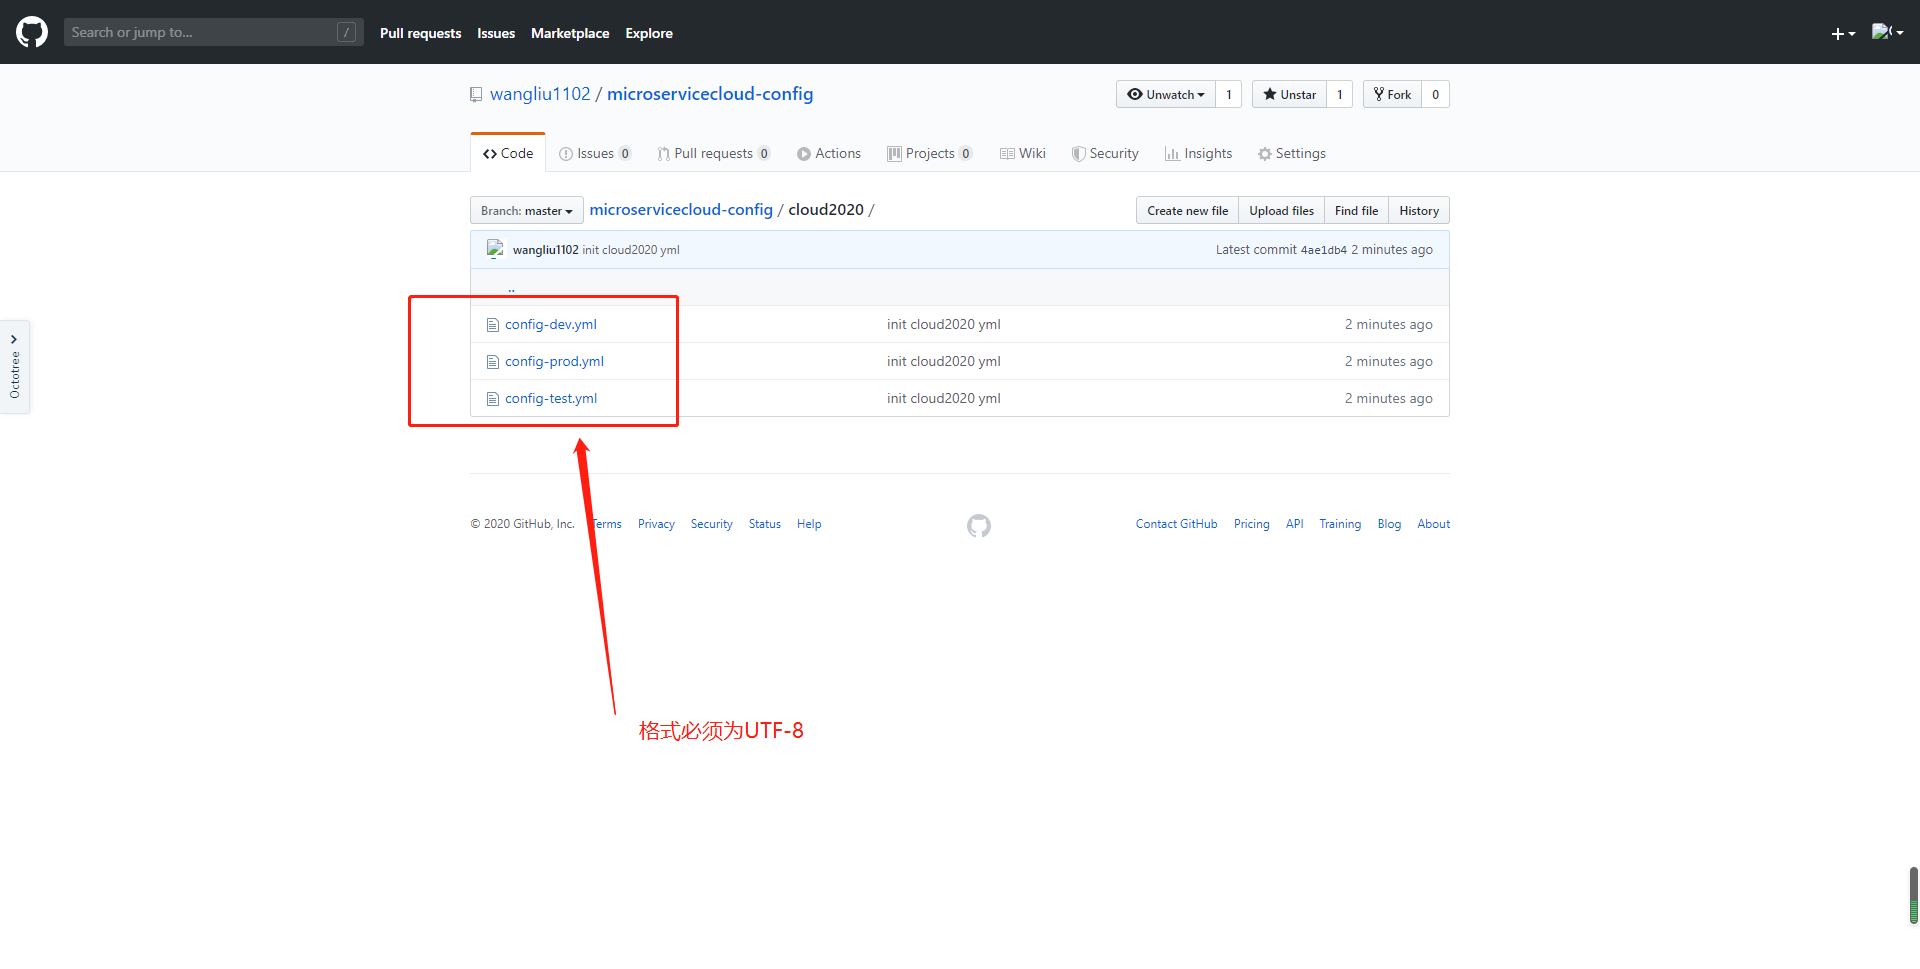 Search or jump to... /
Pull requests Issues Marketplace Explore
wangliu1102 / microservicecloud-config
Unwatch 1 Unstar 1 Fork 0
Code Issues 0 Pull requests 0 Actions Projects 0 Wiki Security Insights Settings
Branch: master microservicecloud-config / cloud2020 /
Create new file Upload files Find file History
wangliu1102 init cloud2020 yml Latest commit 4ae1db4 2 minutes ago
..
config-dev.yml init cloud2020 yml 2 minutes ago
config-prod.yml init cloud2020 yml 2 minutes ago
config-test.yml init cloud2020 yml 2 minutes ago
Octotree
© 2020 GitHub, Inc. Terms Privacy Security Status Help
Contact GitHub Pricing API Training Blog About
格式必须为UTF-8